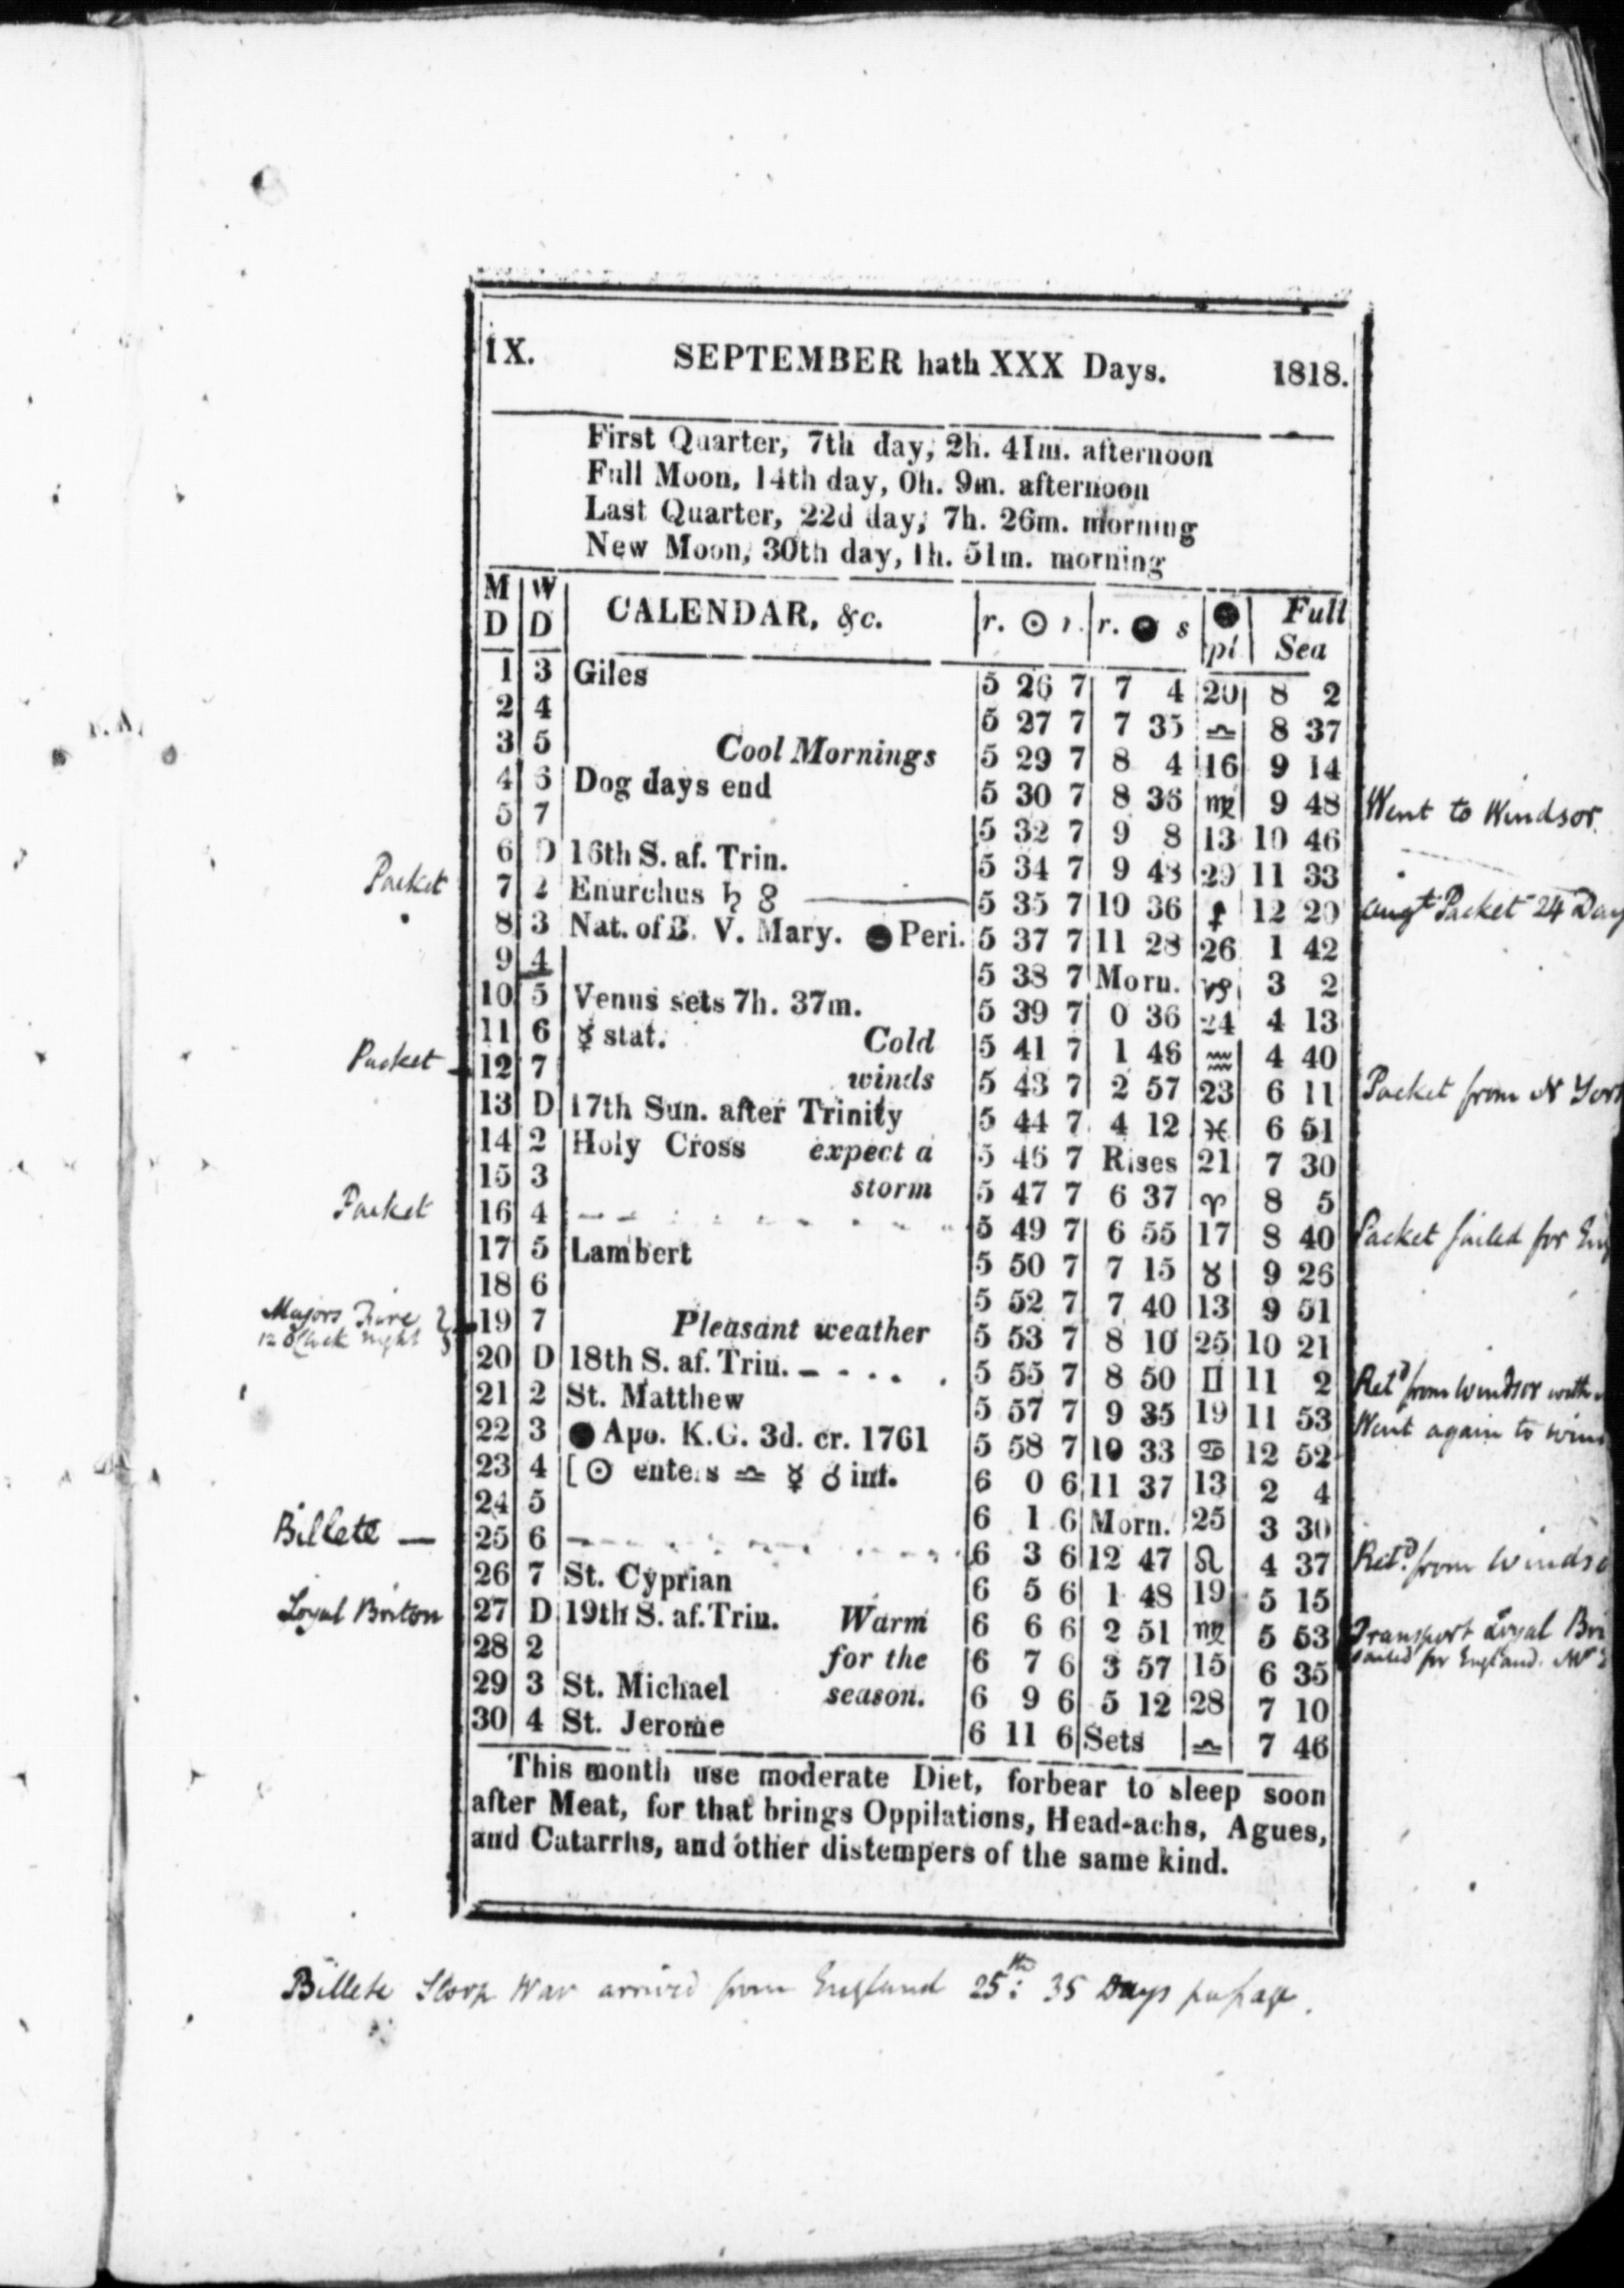 IX. SEPTEMBER hath XXX Days. 1818.
First Quarter, 7th day, 2h. 41m. afternoon
Full Moon, 14th day, 0h. 9m. afternoon
Last Quarter, 22d day, 7h. 26m. morning
New Moon, 30th day, 1h. 51m. morning
M D W D CALENDAR, &c. r. ☉ r. ● s ● pl Full Sea
1 3 Giles 5 26 7 7 4 20 8 2
2 4 5 27 7 7 35 ♎ 8 37
3 5 Cool Mornings 5 29 7 8 4 16 9 14
4 6 Dog days end 5 30 7 8 36 ♏ 9 48 Went to Windsor.
5 7 5 32 7 9 8 13 10 46
6 D 16th S. af. Trin. 5 34 7 9 48 29 11 33
Packet 7 2 Enurchus ♄ 5 35 7 10 36 ♐ 12 20 Augt Packet 24 Day
8 3 Nat. of B. V. Mary. ● Peri. 5 37 7 11 28 26 1 42
9 4 5 38 7 Morn. ♑ 3 2
10 5 Venus sets 7h. 37m. 5 39 7 0 36 24 4 13
11 6 ☿ stat. Cold 5 41 7 1 46 ♒ 4 40
Packet 12 7 winds 5 43 7 2 57 23 6 11 Packet from N York
13 D 17th Sun. after Trinity 5 44 7 4 12 ♓ 6 51
14 2 Holy Cross expect a 5 46 7 Rises 21 7 30
15 3 storm 5 47 7 6 37 ♈ 8 5
Packet 16 4 5 49 7 6 55 17 8 40 Packet sailed for Eng
17 5 Lambert 5 50 7 7 15 ♉ 9 26
18 6 5 52 7 7 40 13 9 51
Majors Fire
12 OClock night 19 7 Pleasant weather 5 53 7 8 10 25 10 21
20 D 18th S. af. Trin. 5 55 7 8 50 ♊ 11 2 Retd from Windsor with
21 2 St. Matthew 5 57 7 9 35 19 11 53 Went again to Wind
22 3 ● Apo. K.G. 3d. cr. 1761 5 58 7 10 33 ♋ 12 52
23 4 [☉ enters ♎ ☿ ♂ inf. 6 0 6 11 37 13 2 4
24 5 6 1 6 Morn. 25 3 30
Billete — 25 6 6 3 6 12 47 ♌ 4 37 Retd. from Windso
26 7 St. Cyprian 6 5 6 1 48 19 5 15
Loyal Briton 27 D 19th S. af. Trin. Warm 6 6 6 2 51 ♍ 5 53 Transport Loyal Bri
28 2 for the 6 7 6 3 57 15 6 35 sailed for England. Mr
29 3 St. Michael season. 6 9 6 5 12 28 7 10
30 4 St. Jerome 6 11 6 Sets ♎ 7 46
This month use moderate Diet, forbear to sleep soon
after Meat, for that brings Oppilations, Head-achs, Agues,
and Catarrhs, and other distempers of the same kind.
Billete Sloop War arrived from England 25th: 35 Days passage.